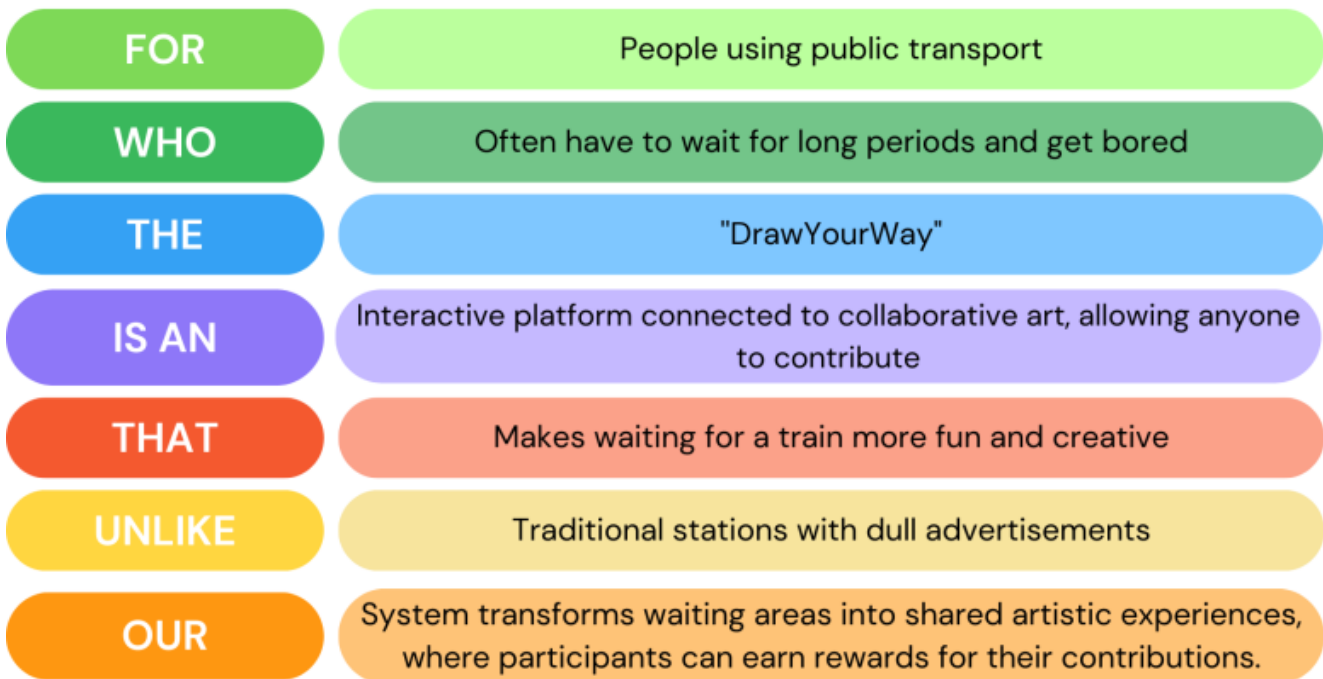 FOR
People using public transport
WHO
Often have to wait for long periods and get bored
THE
"DrawYourWay"
IS AN
Interactive platform connected to collaborative art, allowing anyone
to contribute
THAT
Makes waiting for a train more fun and creative
UNLIKE
Traditional stations with dull advertisements
OUR
System transforms waiting areas into shared artistic experiences,
where participants can earn rewards for their contributions.